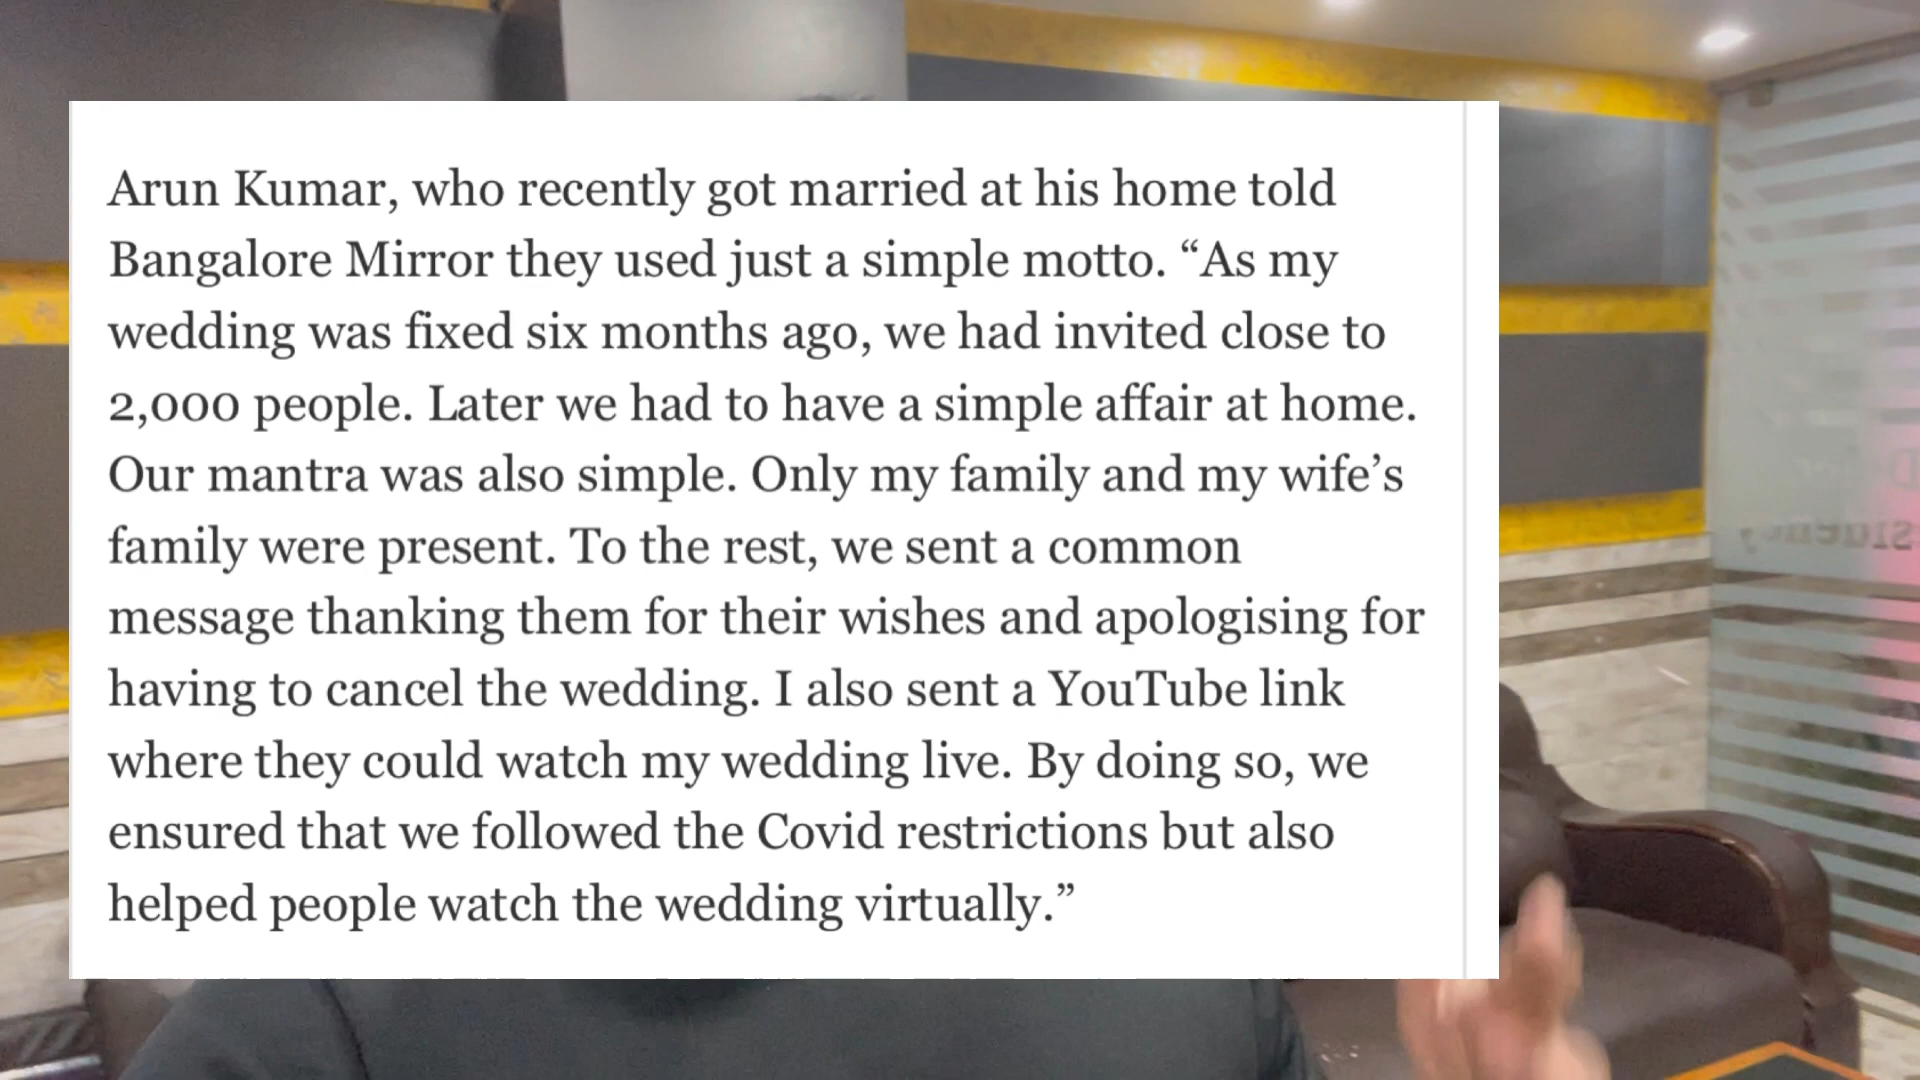 Arun Kumar, who recently got married at his home told
Bangalore Mirror they used just a simple motto. “As my
wedding was fixed six months ago, we had invited close to
2,000 people. Later we had to have a simple affair at home.
Our mantra was also simple. Only my family and my wife’s
family were present. To the rest, we sent a common
message thanking them for their wishes and apologising for
having to cancel the wedding. I also sent a YouTube link
where they could watch my wedding live. By doing so, we
ensured that we followed the Covid restrictions but also
helped people watch the wedding virtually.”